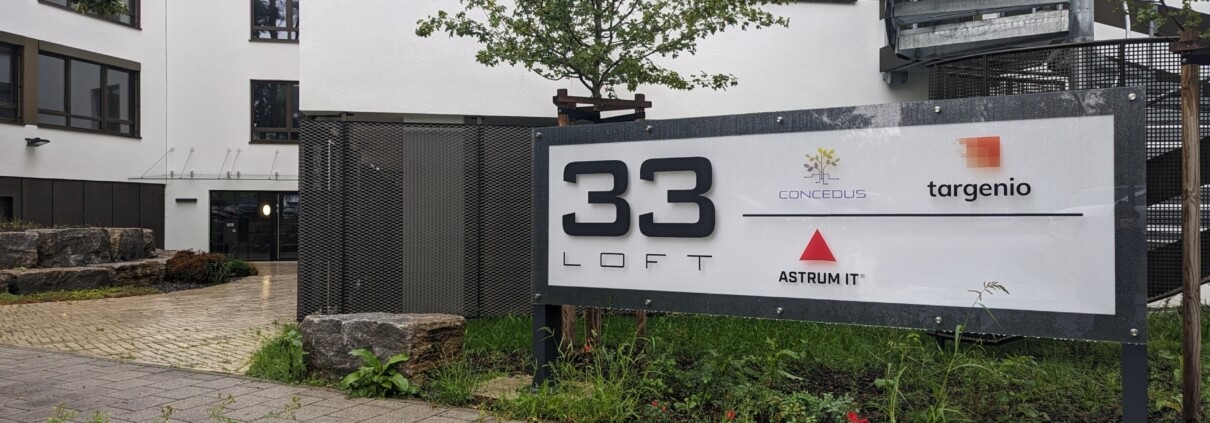 33
LOFT
CONCEDUS
targenio
ASTRUM IT®